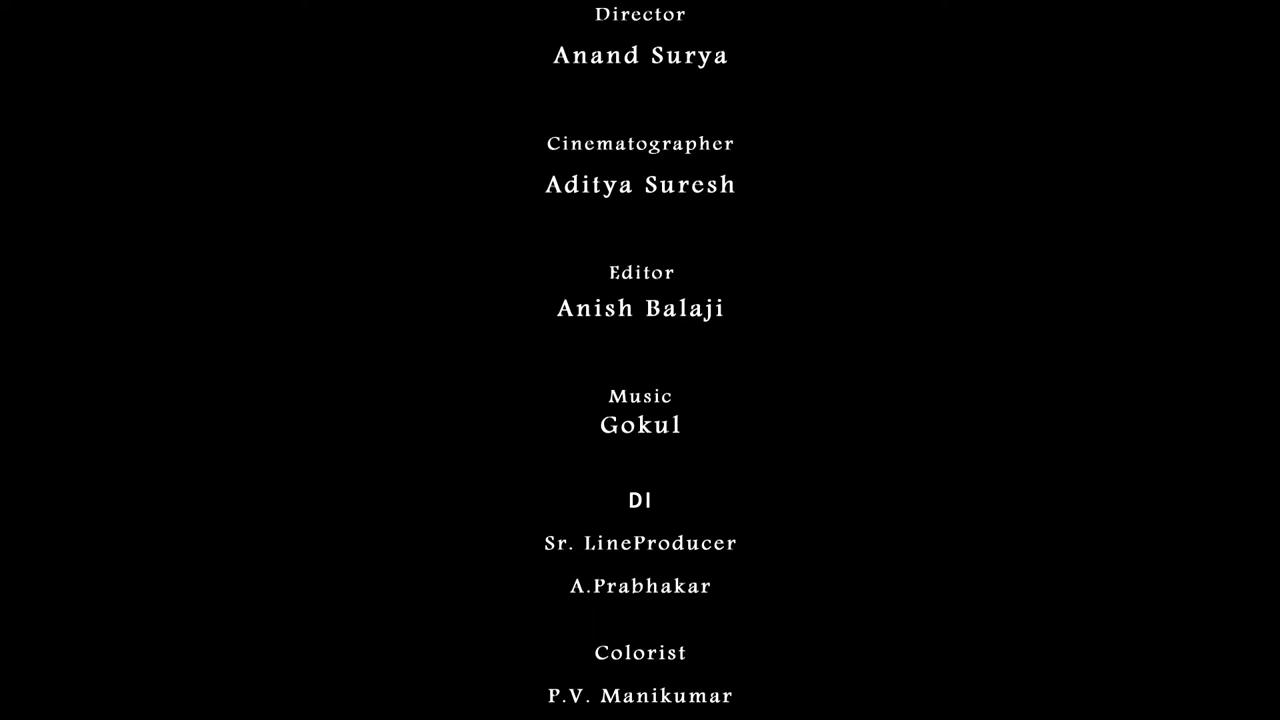 Director
Anand Surya
Cinematographer
Aditya Suresh
Editor
Anish Balaji
Music
Gokul
DI
Sr. LineProducer
A.Prabhakar
Colorist
P.V. Manikumar